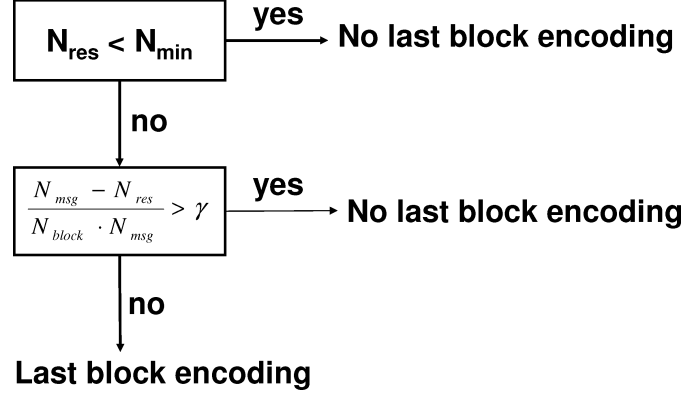 N_res < N_min
yes
No last block encoding
no
(N_msg − N_res) / (N_block · N_msg) > γ
yes
No last block encoding
no
Last block encoding